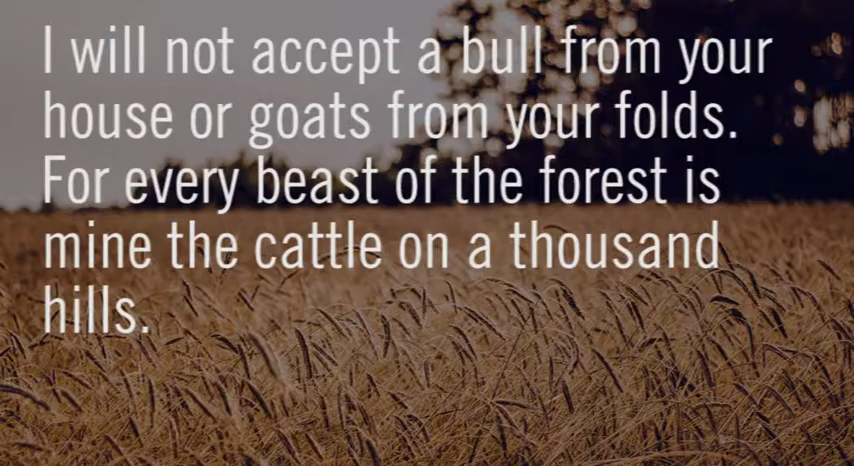 I will not accept a bull from your
house or goats from your folds.
For every beast of the forest is
mine the cattle on a thousand
hills.